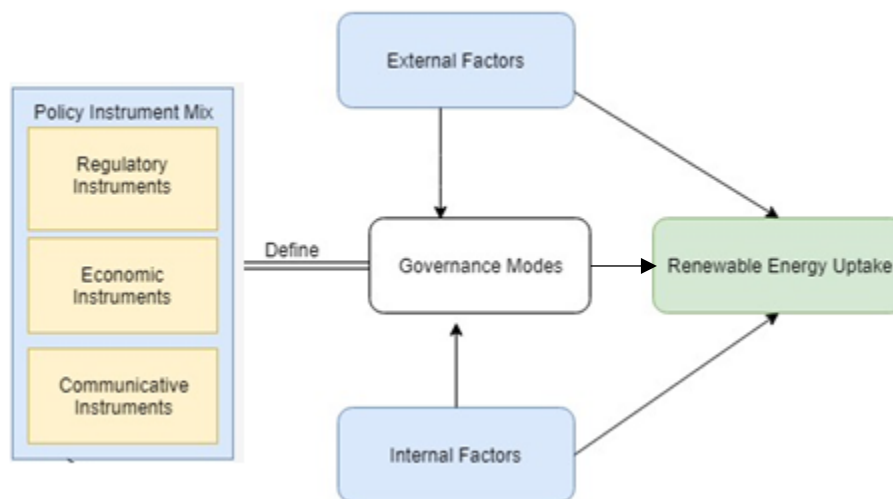 External Factors
Policy Instrument Mix
Regulatory
Instruments
Define
Economic
Instruments
Governance Modes
Renewable Energy Uptake
Communicative
Instruments
Internal Factors